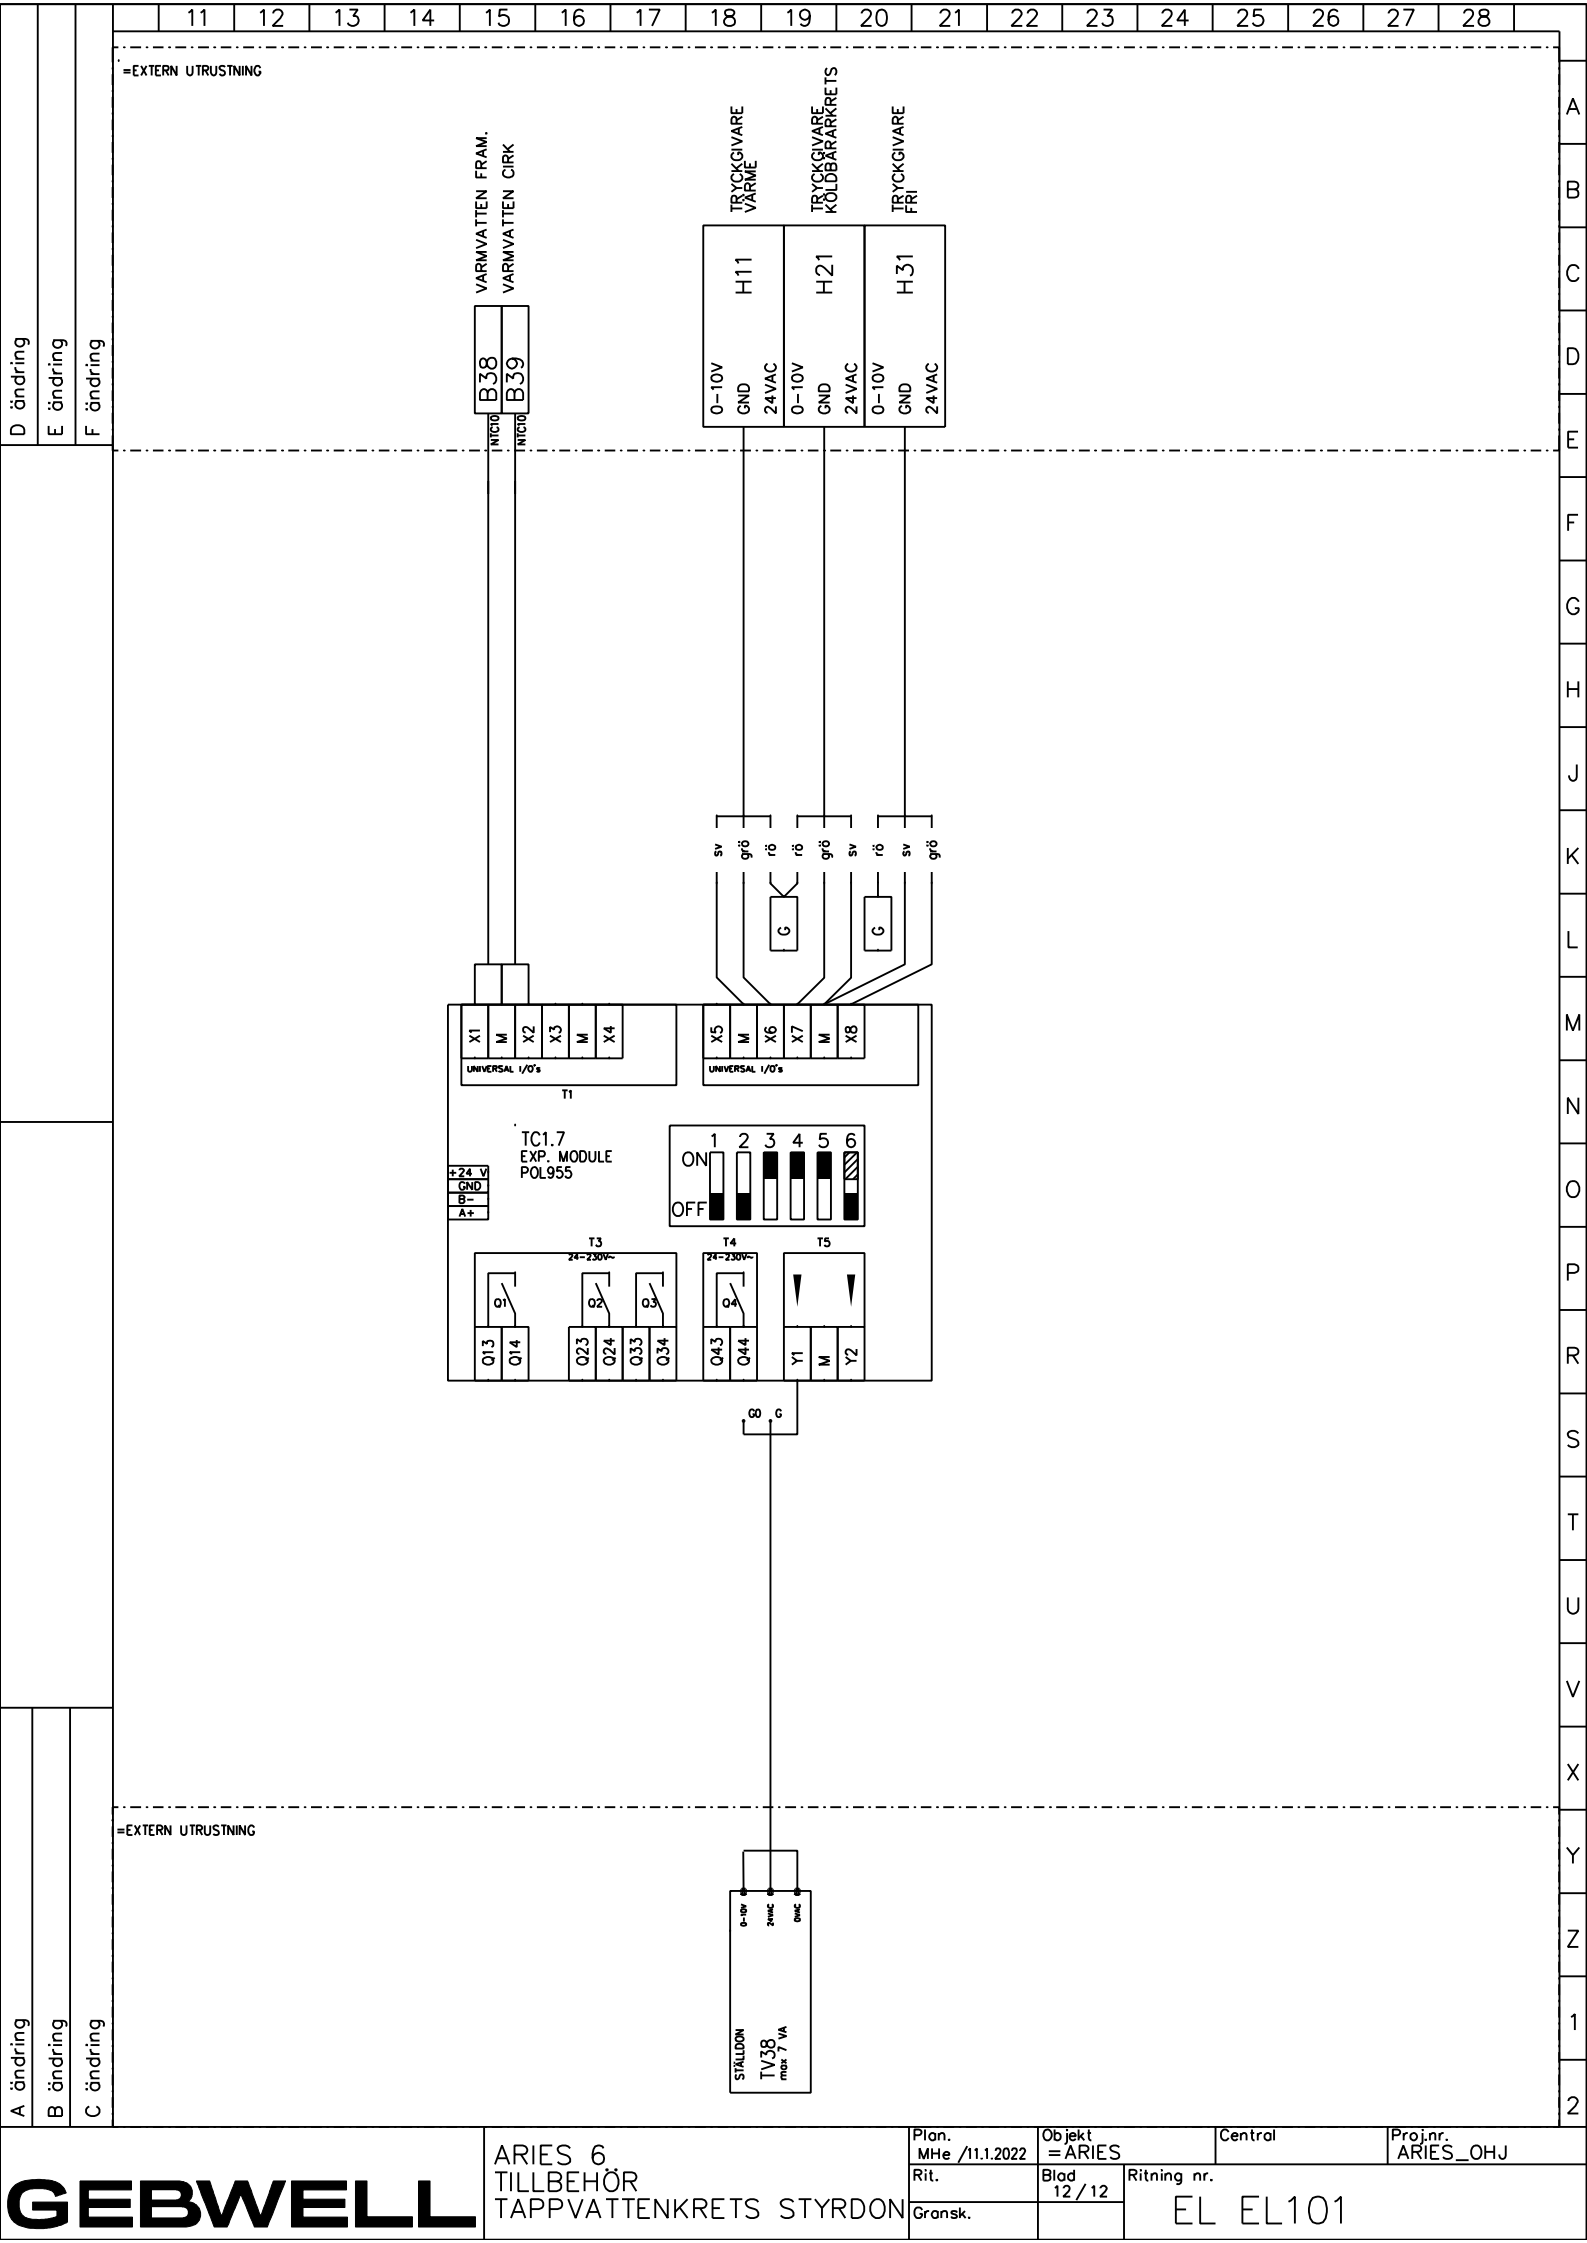 11 12 13 14 15 16 17 18 19 20 21 22 23 24 25 26 27 28
=EXTERN UTRUSTNING
A
B
C
D
E
F
G
H
J
K
L
M
N
O
P
R
S
T
U
V
X
Y
Z
1
2
D ändring
E ändring
F ändring
VARMVATTEN FRAM.
VARMVATTEN CIRK
B38
B39
NTC10
NTC10
TRYCKGIVARE
VÄRME
TRYCKGIVARE
KÖLDBÄRARKRETS
TRYCKGIVARE
FRI
H11
H21
H31
0-10V
GND
24VAC
0-10V
GND
24VAC
0-10V
GND
24VAC
sv
grö
rö
rö
grö
sv
rö
sv
grö
G
G
X1
M
X2
X3
M
X4
X5
M
X6
X7
M
X8
UNIVERSAL I/O's
UNIVERSAL I/O's
T1
TC1.7
EXP. MODULE
POL955
+24 V
GND
B-
A+
1 2 3 4 5 6
ON
OFF
T3
24-230V~
T4
24-230V~
T5
Q1
Q2
Q3
Q4
Q13
Q14
Q23
Q24
Q33
Q34
Q43
Q44
Y1
M
Y2
G0 G
=EXTERN UTRUSTNING
0-10V
24VAC
0VAC
STÄLLDON
TV38
max 7 VA
A ändring
B ändring
C ändring
GEBWELL
ARIES 6
TILLBEHÖR
TAPPVATTENKRETS STYRDON
Plan.
MHe /11.1.2022
Objekt
=ARIES
Central
Proj.nr.
ARIES_OHJ
Rit.
Blad
12/12
Ritning nr.
EL EL101
Gransk.